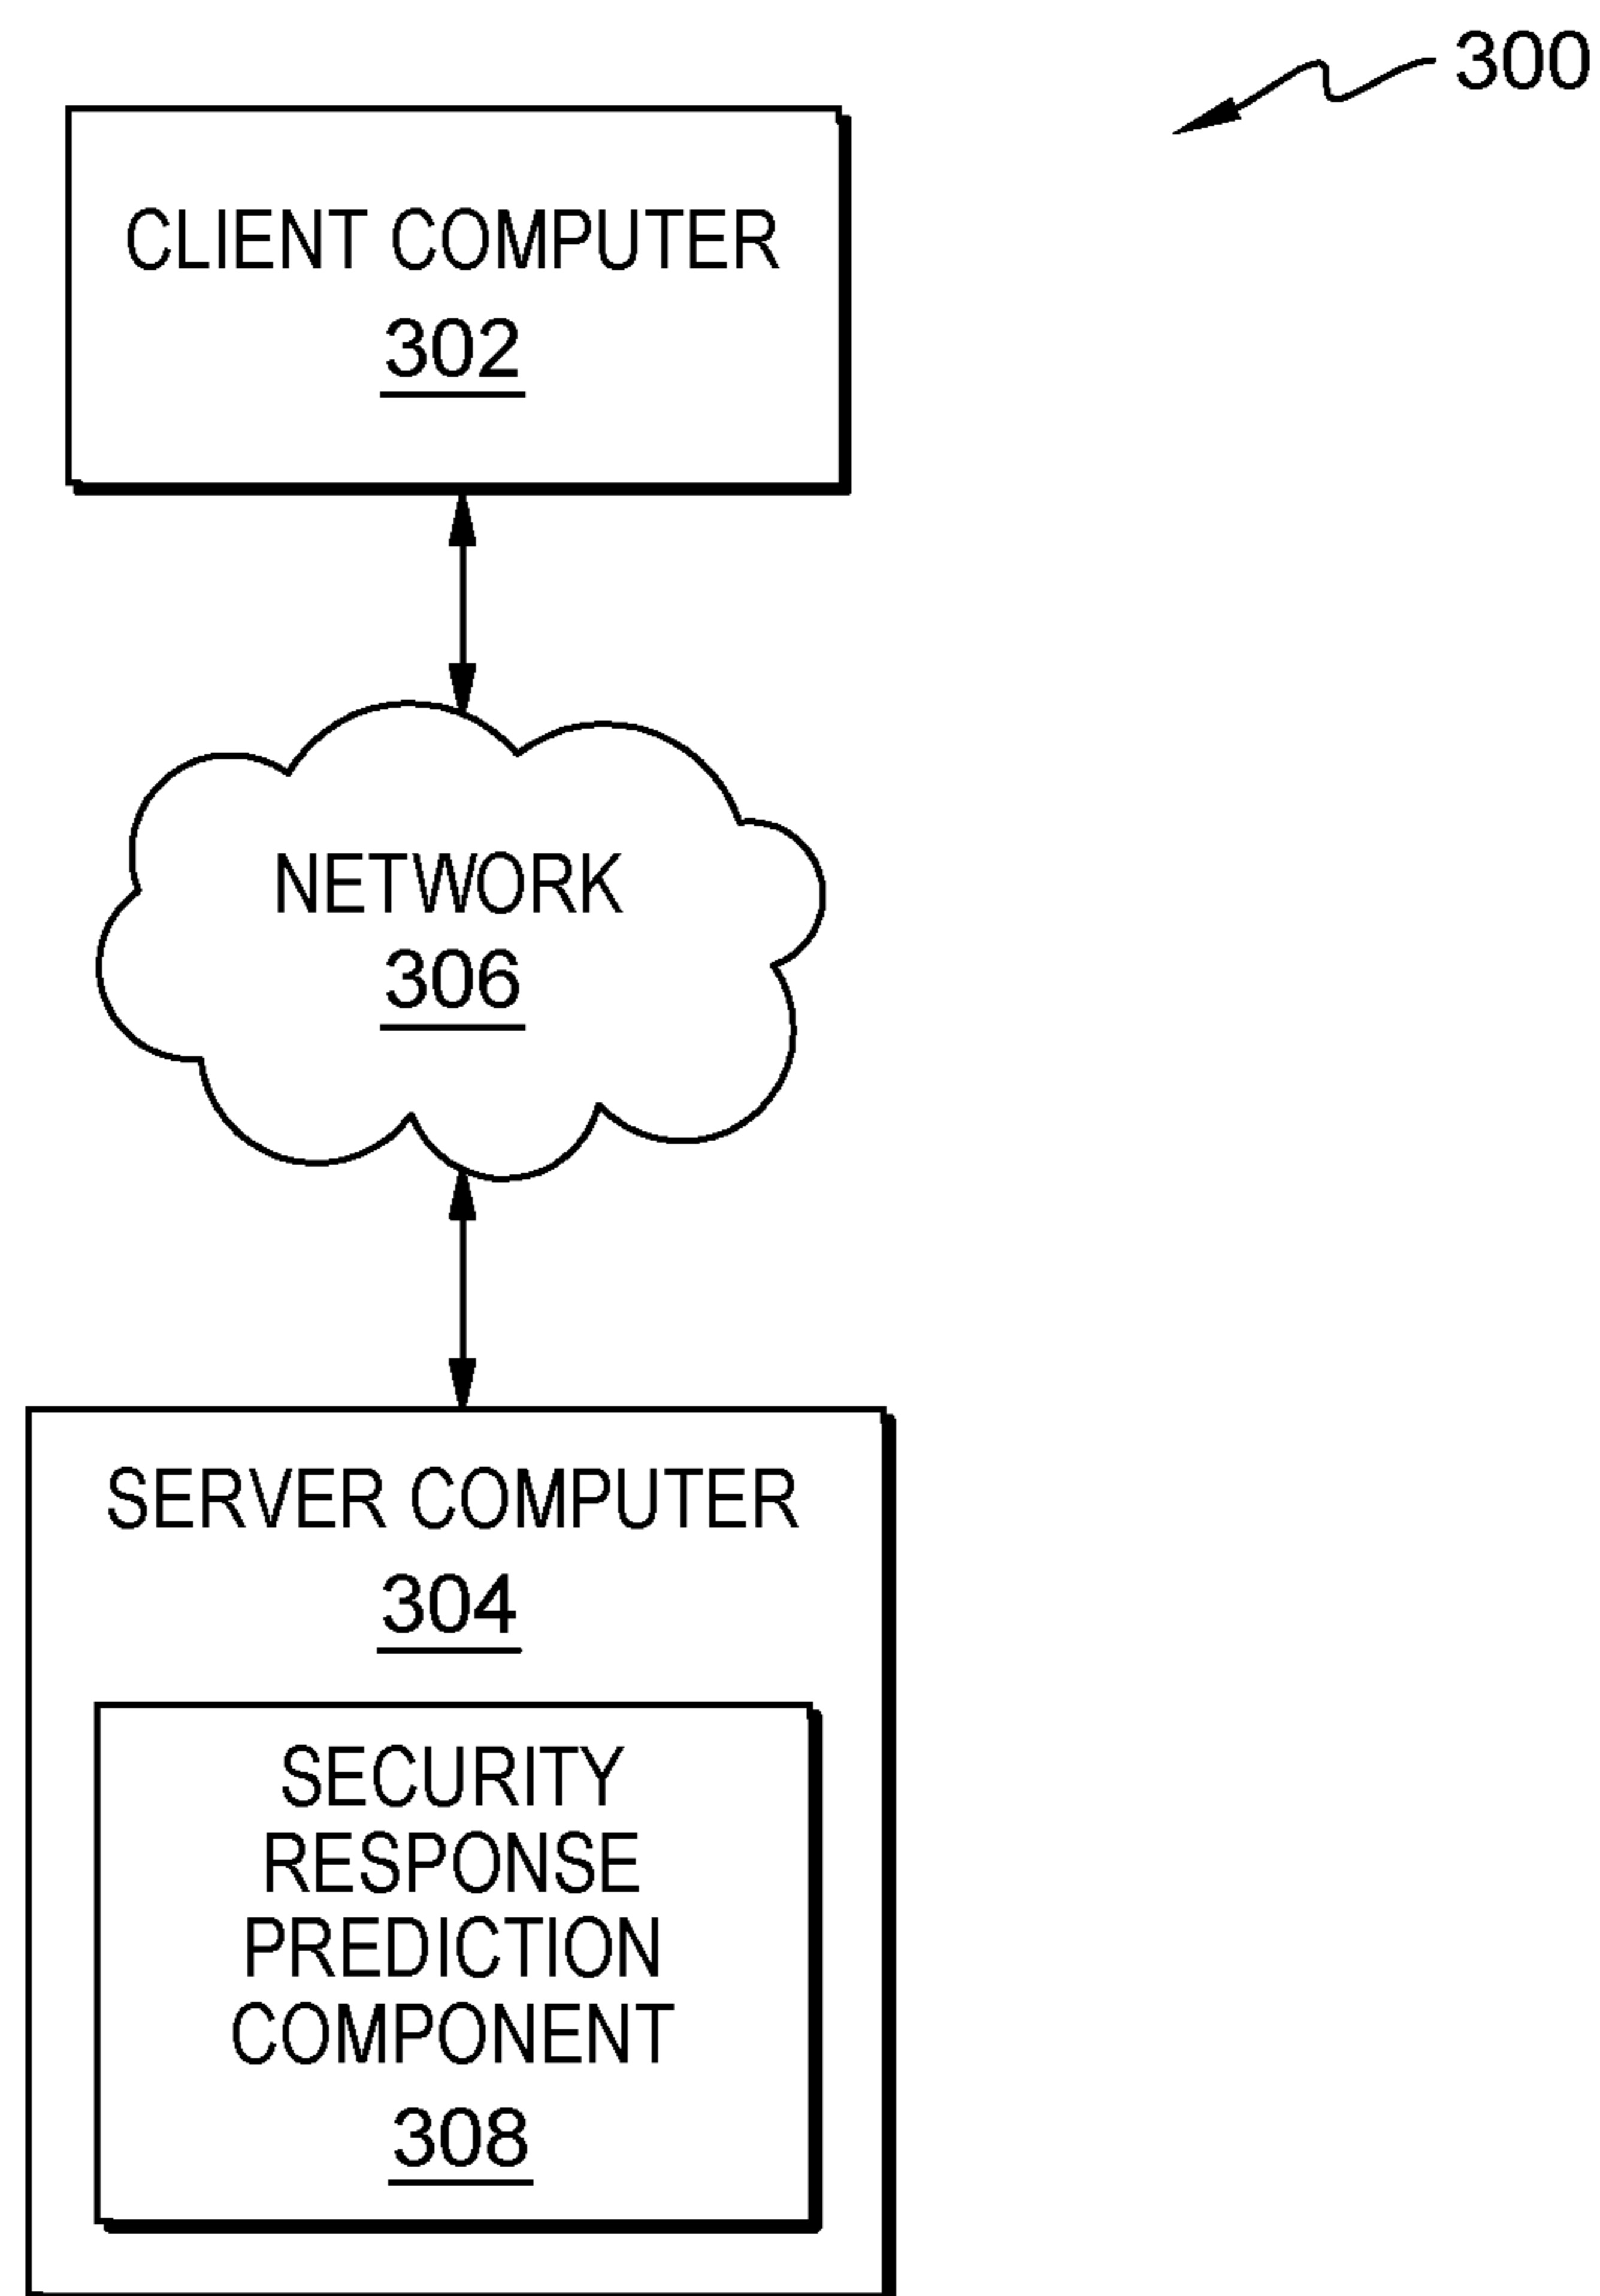 300
CLIENT COMPUTER
302
NETWORK
306
SERVER COMPUTER
304
SECURITY
RESPONSE
PREDICTION
COMPONENT
308